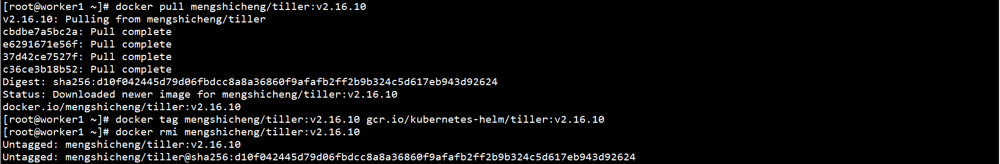 [root@worker1 ~]# docker pull mengshicheng/tiller:v2.16.10
v2.16.10: Pulling from mengshicheng/tiller
cbdbe7a5bc2a: Pull complete
e6291671e56f: Pull complete
37d42ce7527f: Pull complete
c36ce3b18b52: Pull complete
Digest: sha256:d10f042445d79d06fbdcc8a8a36860f9afafb2ff2b9b324c5d617eb943d92624
Status: Downloaded newer image for mengshicheng/tiller:v2.16.10
docker.io/mengshicheng/tiller:v2.16.10
[root@worker1 ~]# docker tag mengshicheng/tiller:v2.16.10 gcr.io/kubernetes-helm/tiller:v2.16.10
[root@worker1 ~]# docker rmi mengshicheng/tiller:v2.16.10
Untagged: mengshicheng/tiller:v2.16.10
Untagged: mengshicheng/tiller@sha256:d10f042445d79d06fbdcc8a8a36860f9afafb2ff2b9b324c5d617eb943d92624